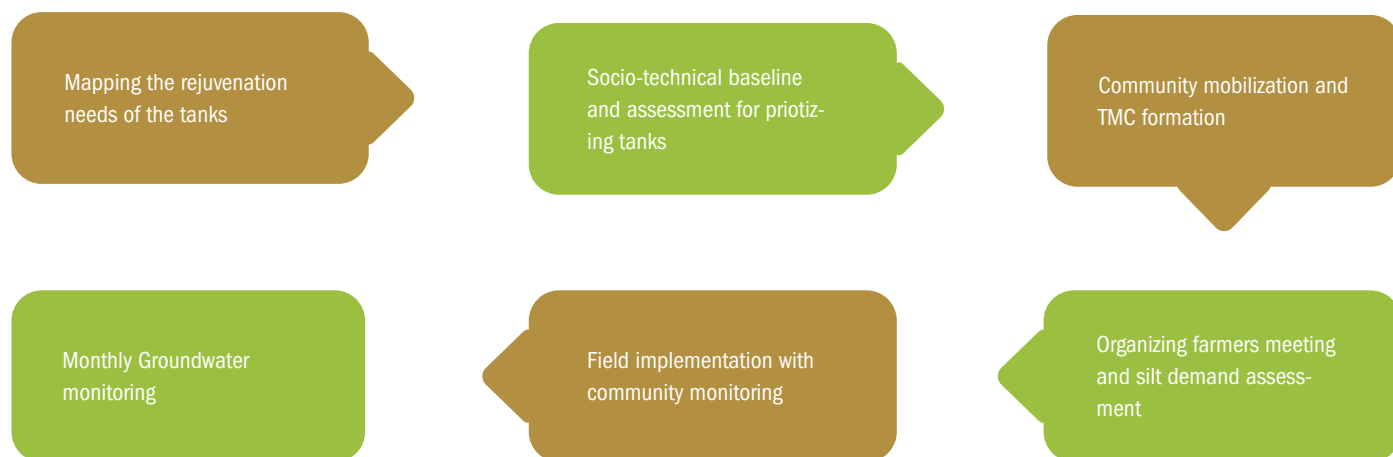 Mapping the rejuvenation
needs of the tanks
Socio-technical baseline
and assessment for priotiz-
ing tanks
Community mobilization and
TMC formation
Organizing farmers meeting
and silt demand assess-
ment
Field implementation with
community monitoring
Monthly Groundwater
monitoring